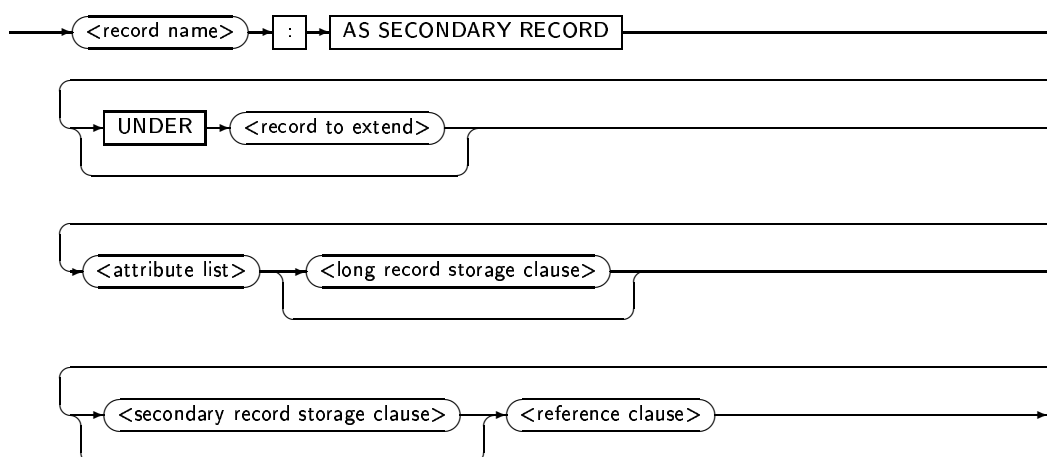 <record name> : AS SECONDARY RECORD
UNDER <record to extend>
<attribute list> <long record storage clause>
<secondary record storage clause> <reference clause>